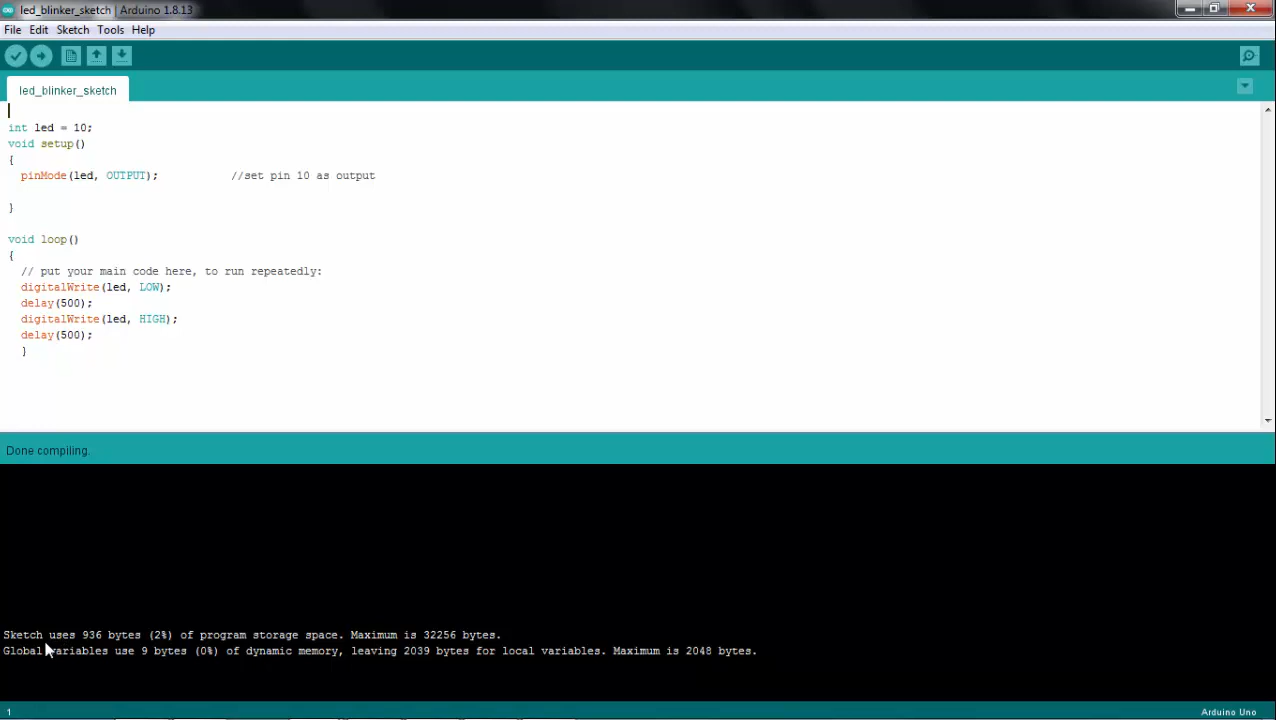 led_blinker_sketch | Arduino 1.8.13
File Edit Sketch Tools Help
led_blinker_sketch
int led = 10;
void setup()
{
pinMode(led, OUTPUT); //set pin 10 as output
}
void loop()
{
// put your main code here, to run repeatedly:
digitalWrite(led, LOW);
delay(500);
digitalWrite(led, HIGH);
delay(500);
}
Done compiling.
Sketch uses 936 bytes (2%) of program storage space. Maximum is 32256 bytes.
Global variables use 9 bytes (0%) of dynamic memory, leaving 2039 bytes for local variables. Maximum is 2048 bytes.
1 Arduino Uno